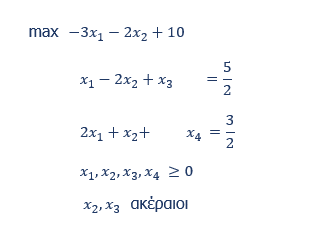 max −3x₁ − 2x₂ + 10
x₁ − 2x₂ + x₃ = 5/2
2x₁ + x₂+ x₄ = 3/2
x₁, x₂, x₃, x₄ ≥ 0
x₂, x₃ ακέραιοι